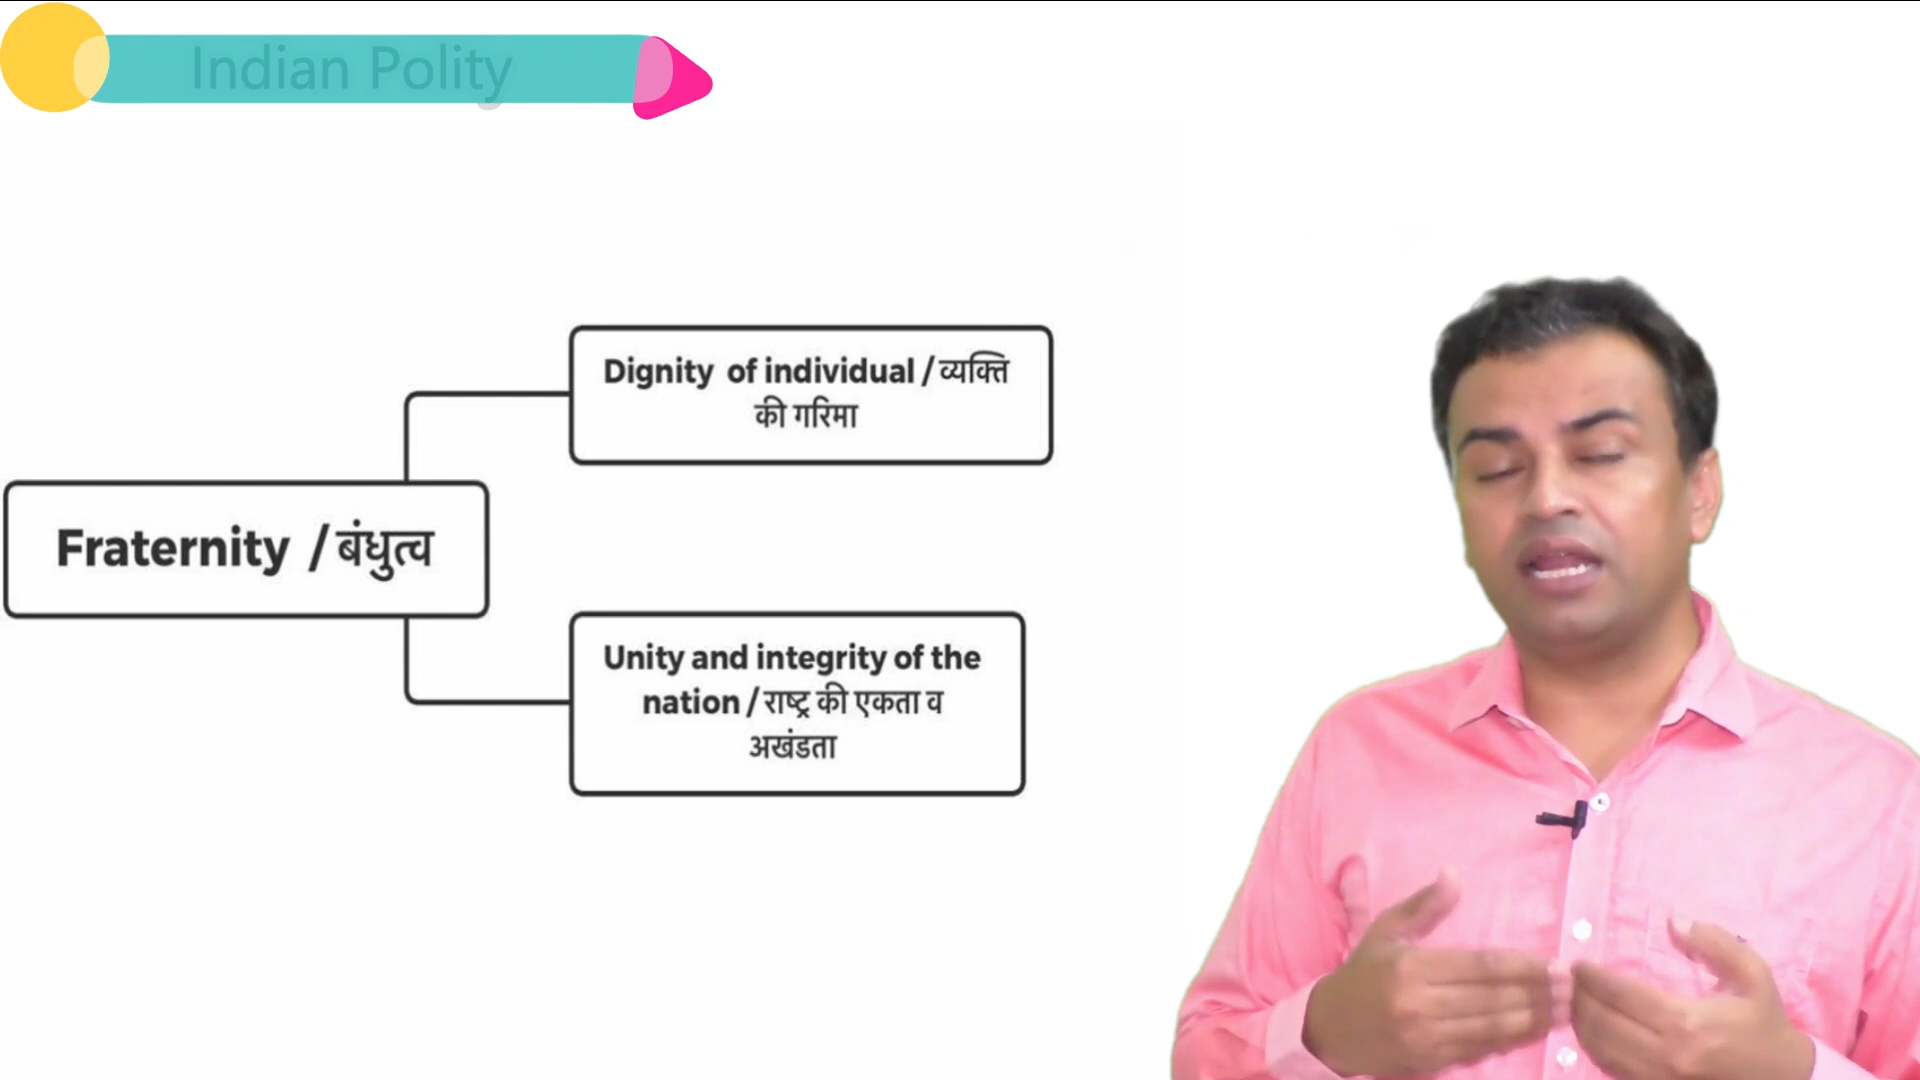 Indian Polity
Dignity of individual / व्यक्ति
की गरिमा
Fraternity / बंधुत्व
Unity and integrity of the
nation / राष्ट्र की एकता व
अखंडता